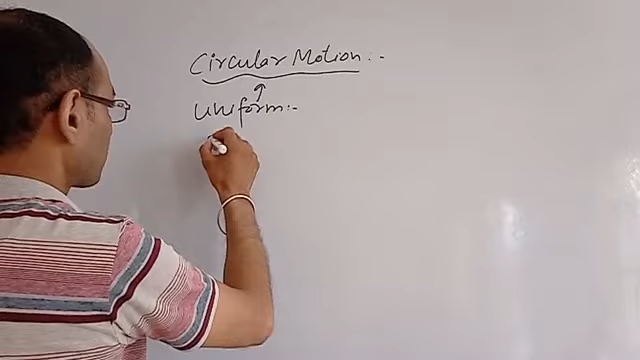 Circular Motion :-
Uniform :-